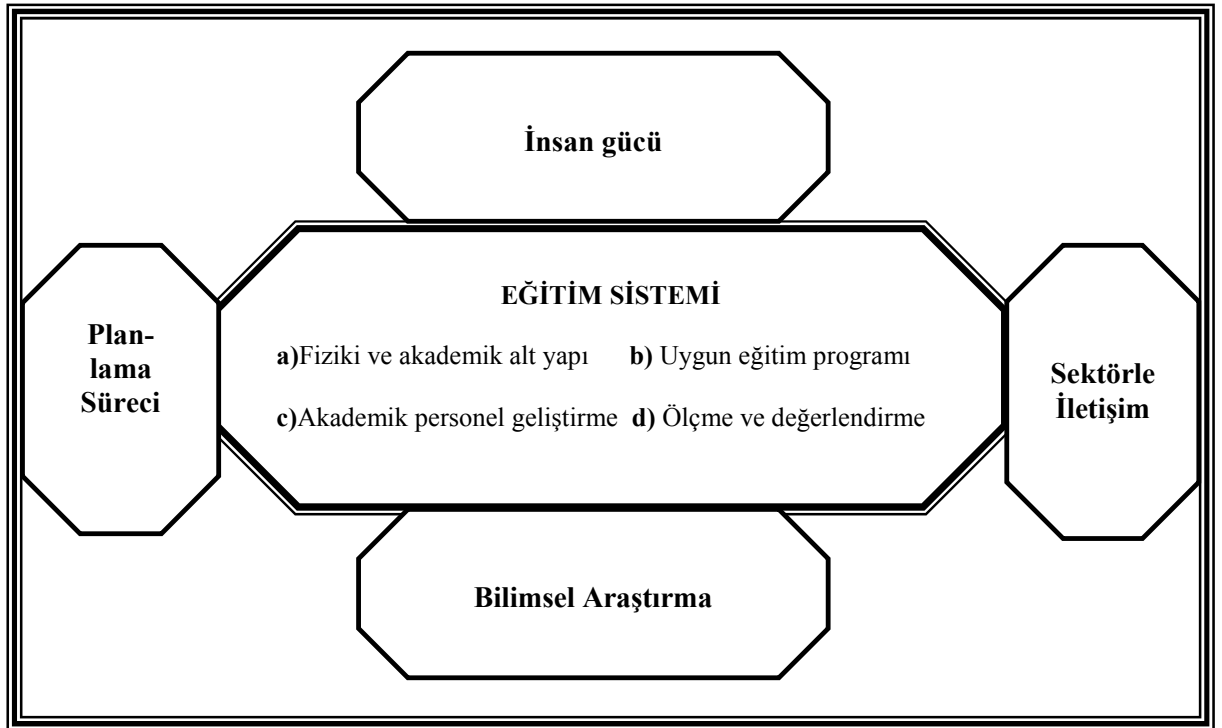 İnsan gücü
Plan-
lama
Süreci
EĞİTİM SİSTEMİ
a)Fiziki ve akademik alt yapı b) Uygun eğitim programı
c)Akademik personel geliştirme d) Ölçme ve değerlendirme
Sektörle
İletişim
Bilimsel Araştırma